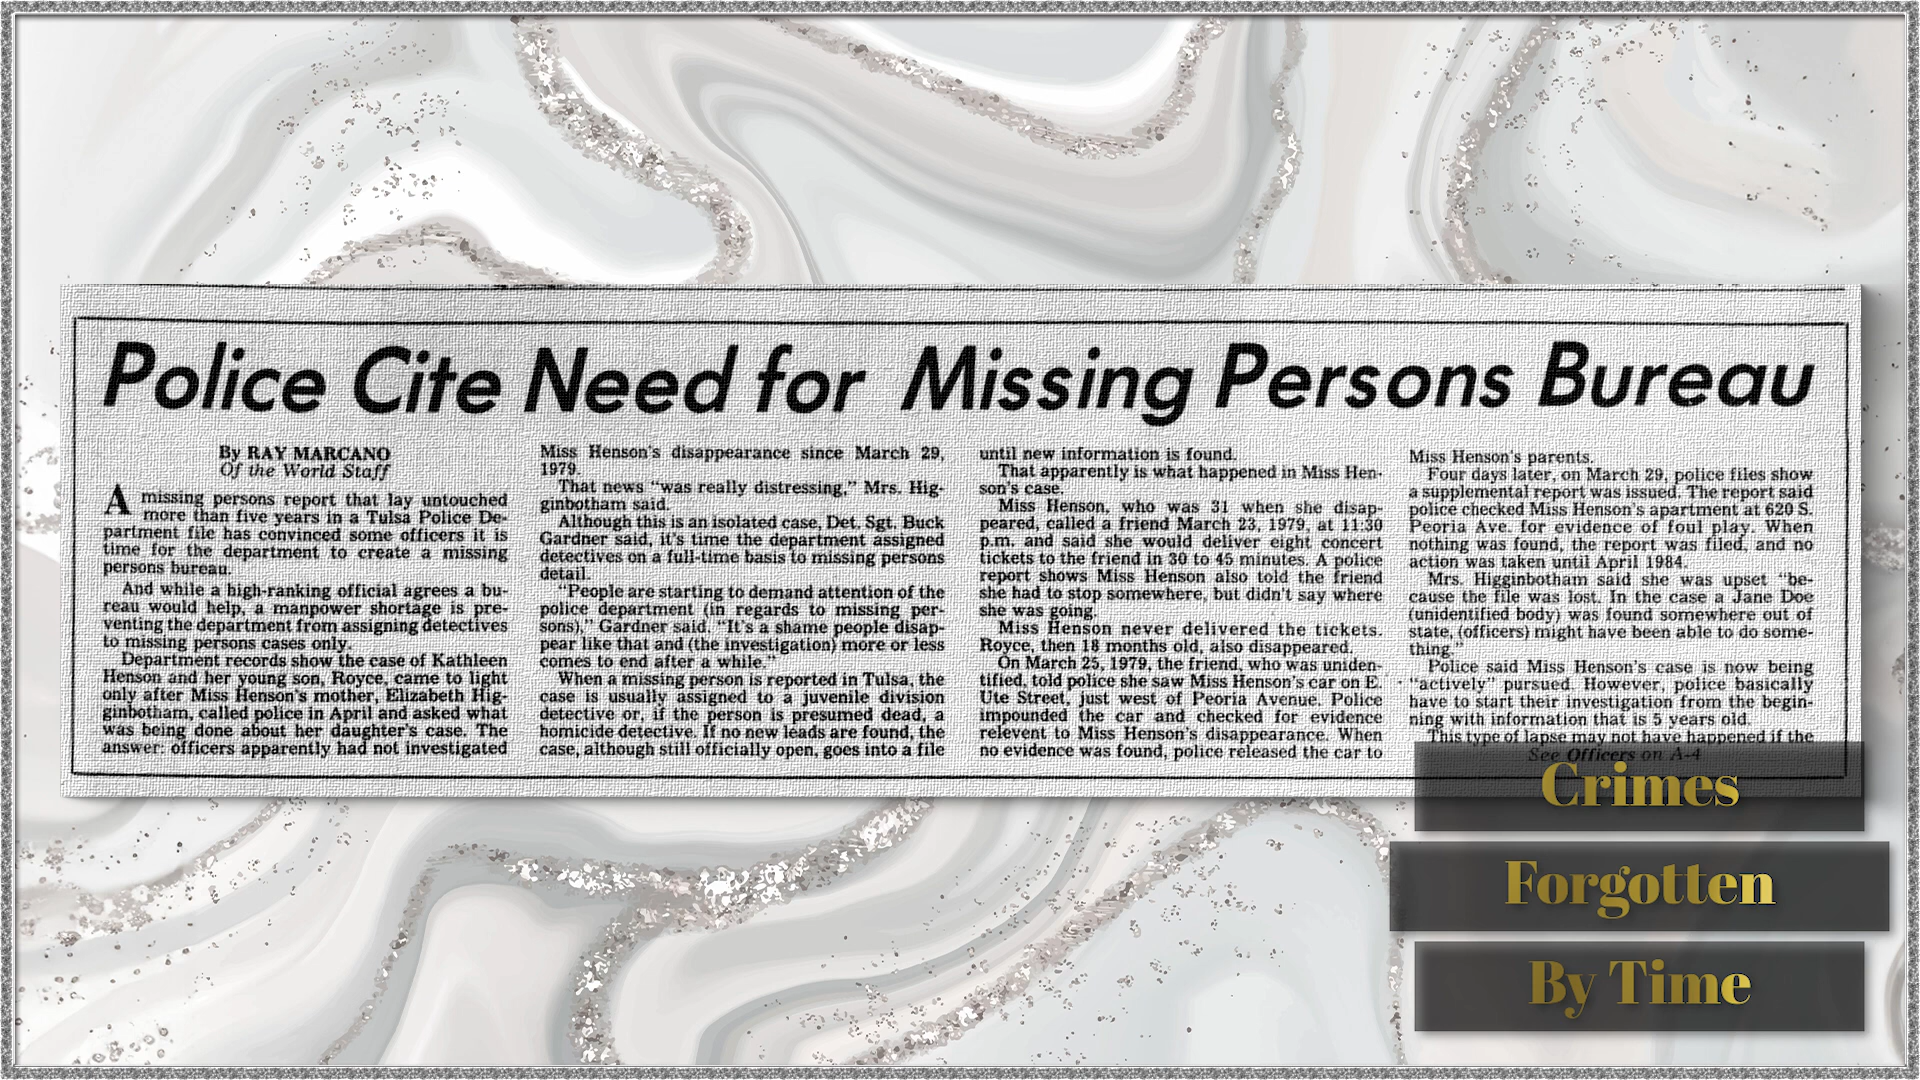 Police Cite Need for Missing Persons Bureau
By RAY MARCANO
Of the World Staff
A missing persons report that lay untouched
more than five years in a Tulsa Police De-
partment file has convinced some officers it is
time for the department to create a missing
persons bureau.
And while a high-ranking official agrees a bu-
reau would help, a manpower shortage is pre-
venting the department from assigning detectives
to missing persons cases only.
Department records show the case of Kathleen
Henson and her young son, Royce, came to light
only after Miss Henson's mother, Elizabeth Hig-
ginbotham, called police in April and asked what
was being done about her daughter's case. The
answer: officers apparently had not investigated
Miss Henson's disappearance since March 29,
1979.
That news "was really distressing," Mrs. Hig-
ginbotham said.
Although this is an isolated case, Det. Sgt. Buck
Gardner said, it's time the department assigned
detectives on a full-time basis to missing persons
detail.
"People are starting to demand attention of the
police department (in regards to missing per-
sons)," Gardner said. "It's a shame people disap-
pear like that and (the investigation) more or less
comes to end after a while."
When a missing person is reported in Tulsa, the
case is usually assigned to a juvenile division
detective or, if the person is presumed dead, a
homicide detective. If no new leads are found, the
case, although still officially open, goes into a file
until new information is found.
That apparently is what happened in Miss Hen-
son's case.
Miss Henson, who was 31 when she disap-
peared, called a friend March 23, 1979, at 11:30
p.m. and said she would deliver eight concert
tickets to the friend in 30 to 45 minutes. A police
report shows Miss Henson also told the friend
she had to stop somewhere, but didn't say where
she was going.
Miss Henson never delivered the tickets.
Royce, then 18 months old, also disappeared.
On March 25, 1979, the friend, who was uniden-
tified, told police she saw Miss Henson's car on E.
Ute Street, just west of Peoria Avenue. Police
impounded the car and checked for evidence
relevent to Miss Henson's disappearance. When
no evidence was found, police released the car to
Miss Henson's parents.
Four days later, on March 29, police files show
a supplemental report was issued. The report said
police checked Miss Henson's apartment at 620 S.
Peoria Ave. for evidence of foul play. When
nothing was found, the report was filed, and no
action was taken until April 1984.
Mrs. Higginbotham said she was upset "be-
cause the file was lost. In the case a Jane Doe
(unidentified body) was found somewhere out of
state, (officers) might have been able to do some-
thing."
Police said Miss Henson's case is now being
"actively" pursued. However, police basically
have to start their investigation from the begin-
ning with information that is 5 years old.
This type of lapse may not have happened if the
See Officers on A-4
Crimes
Forgotten
By Time